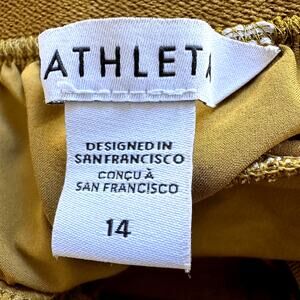 ATHLETA
DESIGNED IN
SAN FRANCISCO
CONÇU À
SAN FRANCISCO
14